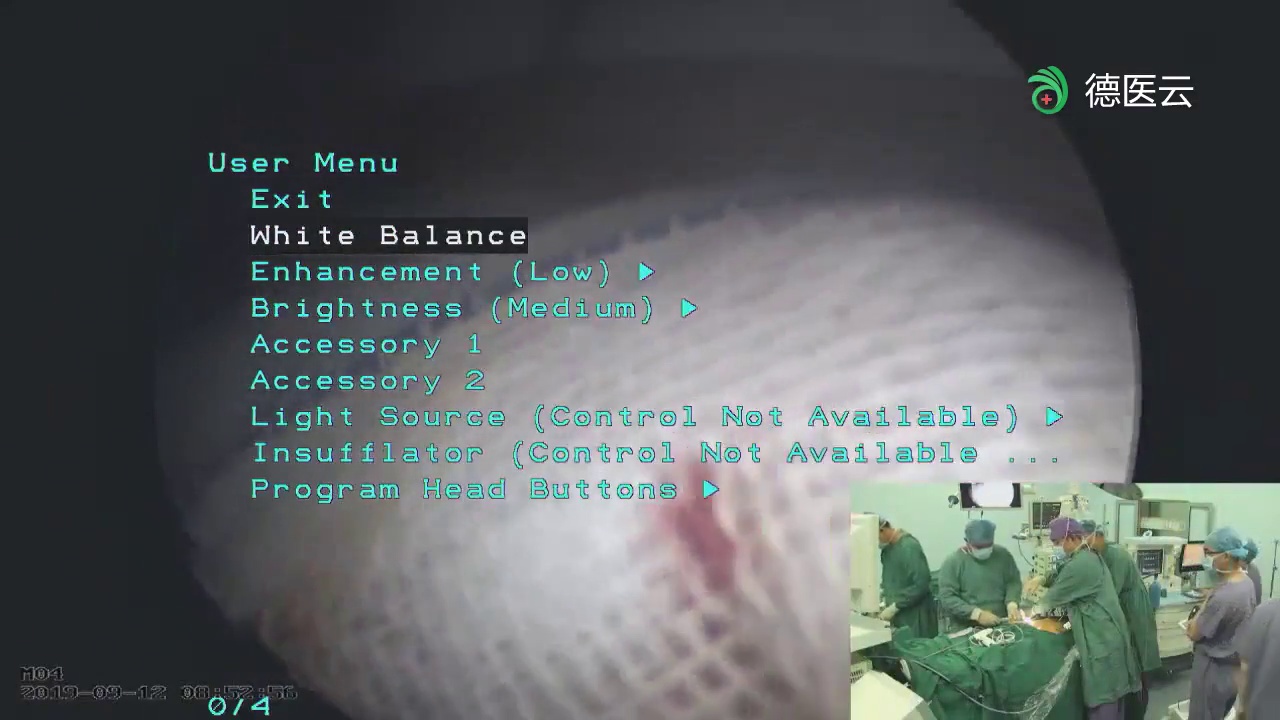 德医云
User Menu
Exit
White Balance
Enhancement (Low) ▶
Brightness (Medium) ▶
Accessory 1
Accessory 2
Light Source (Control Not Available) ▶
Insufflator (Control Not Available ...
Program Head Buttons ▶
M04
2019-09-12 08:52:56
0/4